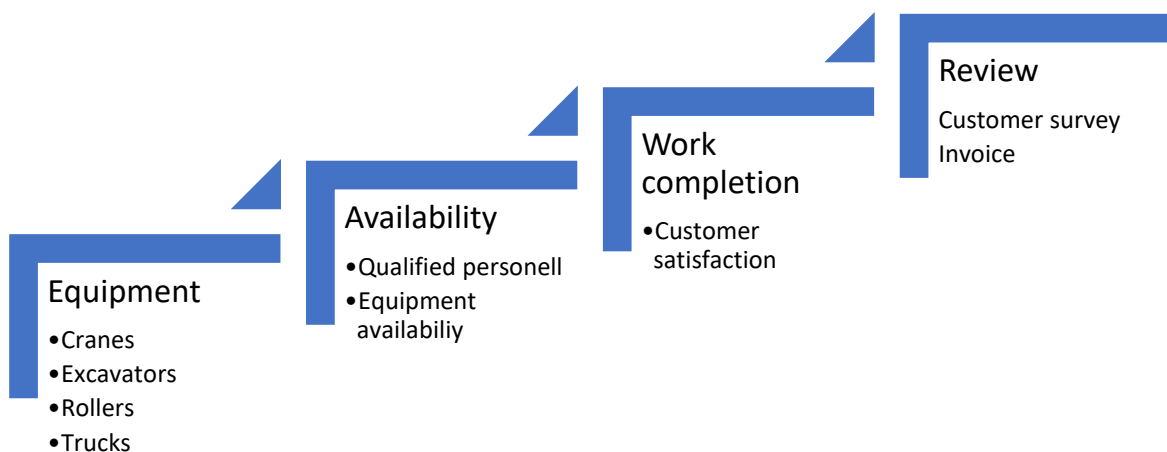 Equipment
•Cranes
•Excavators
•Rollers
•Trucks
Availability
•Qualified personell
•Equipment
availabiliy
Work
completion
•Customer
satisfaction
Review
Customer survey
Invoice